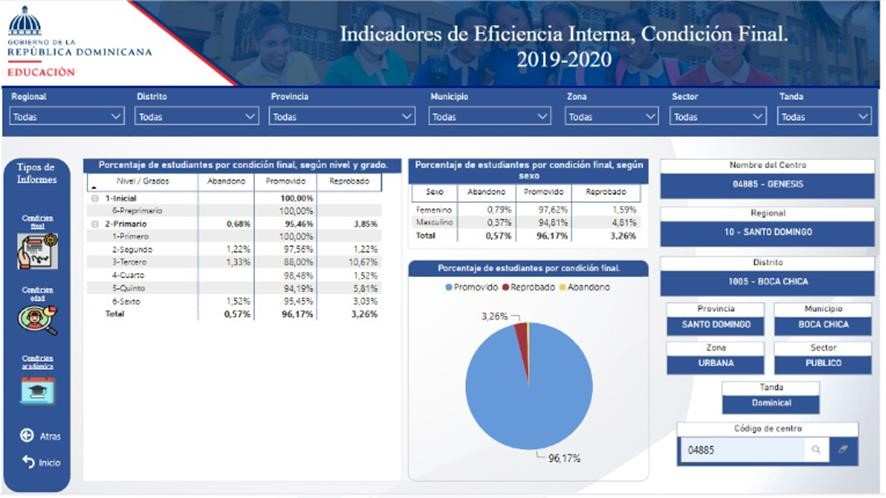 GOBIERNO DE LA
REPÚBLICA DOMINICANA
EDUCACIÓN
Indicadores de Eficiencia Interna, Condición Final.
2019-2020
Regional Distrito Provincia Municipio Zona Sector Tanda
Todas Todas Todas Todas Todas Todas Todas
Tipos de
Informes
Condición
final
Condición
edad
Condición
académica
Atras
Inicio
Porcentaje de estudiantes por condición final, según nivel y grado.
Nivel / Grados Abandono Promovido Reprobado
1-Inicial 100,00%
6-Preprimario 100,00%
2-Primario 0,68% 95,46% 3,85%
1-Primero 100,00%
2-Segundo 1,22% 97,56% 1,22%
3-Tercero 1,33% 88,00% 10,67%
4-Cuarto 98,48% 1,52%
5-Quinto 94,19% 5,81%
6-Sexto 1,52% 95,45% 3,03%
Total 0,57% 96,17% 3,26%
Porcentaje de estudiantes por condición final, según
sexo
Sexo Abandono Promovido Reprobado
Femenino 0,79% 97,62% 1,59%
Masculino 0,37% 94,81% 4,81%
Total 0,57% 96,17% 3,26%
Porcentaje de estudiantes por condición final.
Promovido Reprobado Abandono
3,26%
96,17%
Nombre del Centro
04885 - GENESIS
Regional
10 - SANTO DOMINGO
Distrito
1005 - BOCA CHICA
Provincia Municipio
SANTO DOMINGO BOCA CHICA
Zona Sector
URBANA PUBLICO
Tanda
Dominical
Código de centro
04885